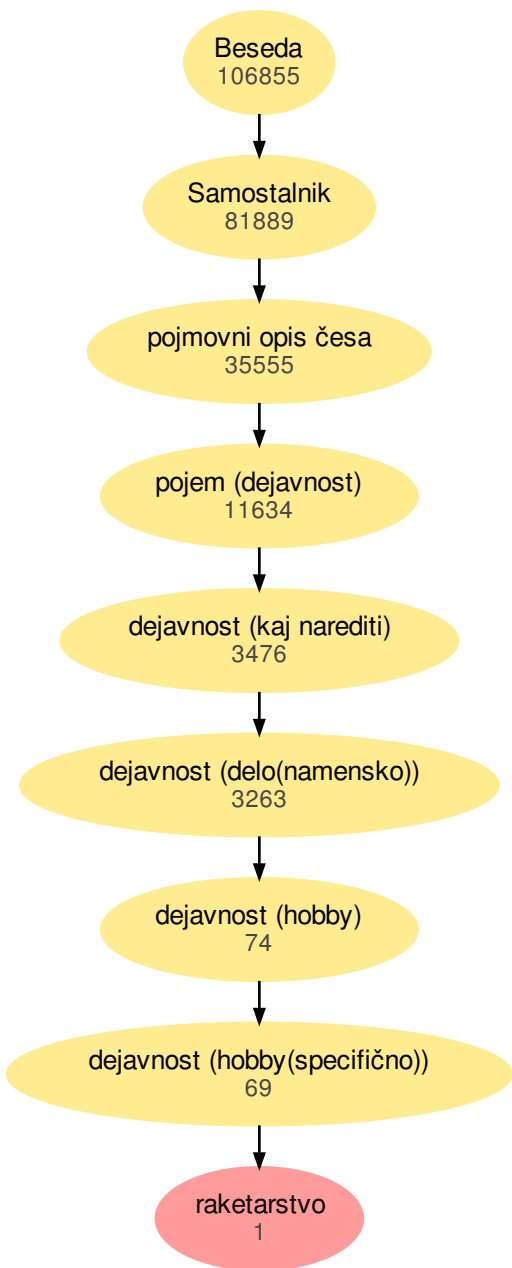 Beseda
106855
Samostalnik
81889
pojmovni opis česa
35555
pojem (dejavnost)
11634
dejavnost (kaj narediti)
3476
dejavnost (delo(namensko))
3263
dejavnost (hobby)
74
dejavnost (hobby(specifično))
69
raketarstvo
1